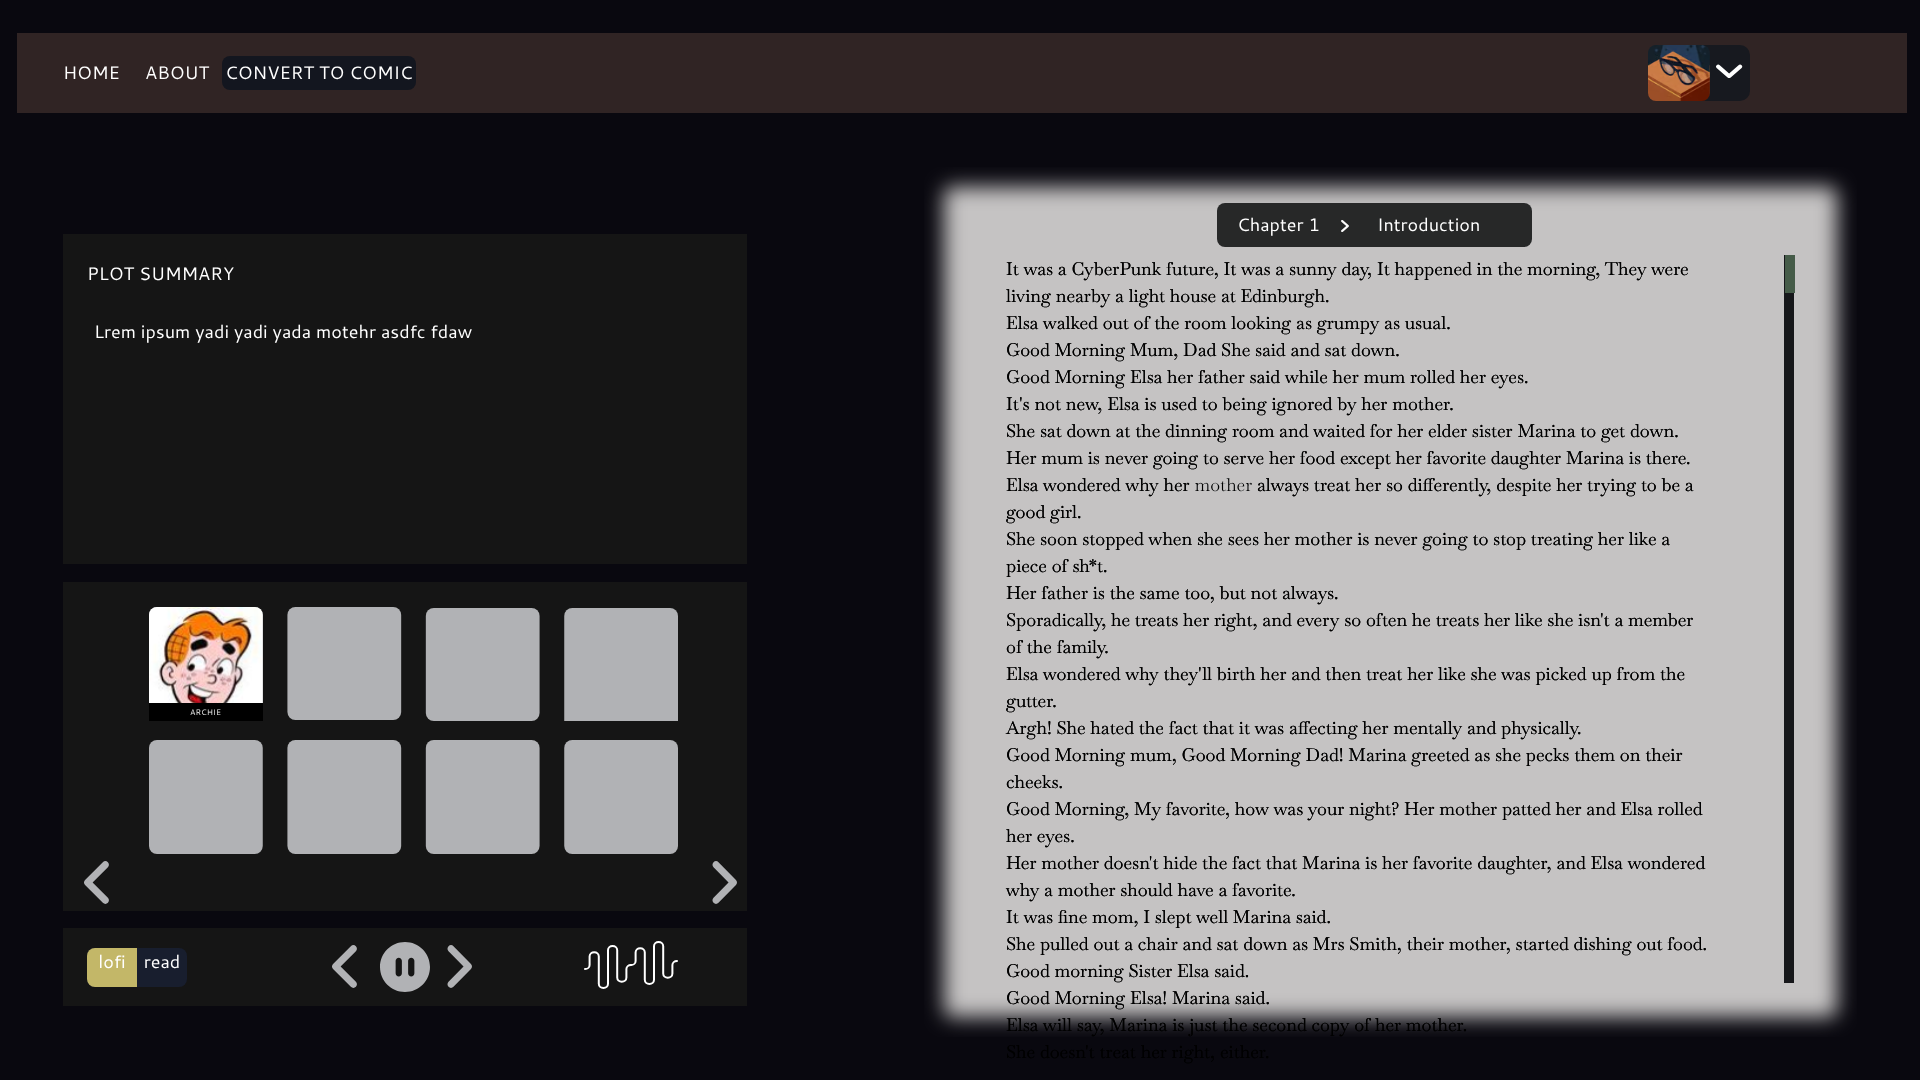 HOME ABOUT CONVERT TO COMIC
PLOT SUMMARY
Lrem ipsum yadi yadi yada motehr asdfc fdaw
ARCHIE
lofi read
Chapter 1 > Introduction
It was a CyberPunk future, It was a sunny day, It happened in the morning, They were
living nearby a light house at Edinburgh.
Elsa walked out of the room looking as grumpy as usual.
Good Morning Mum, Dad She said and sat down.
Good Morning Elsa her father said while her mum rolled her eyes.
It's not new, Elsa is used to being ignored by her mother.
She sat down at the dinning room and waited for her elder sister Marina to get down.
Her mum is never going to serve her food except her favorite daughter Marina is there.
Elsa wondered why her mother always treat her so differently, despite her trying to be a
good girl.
She soon stopped when she sees her mother is never going to stop treating her like a
piece of sh*t.
Her father is the same too, but not always.
Sporadically, he treats her right, and every so often he treats her like she isn't a member
of the family.
Elsa wondered why they'll birth her and then treat her like she was picked up from the
gutter.
Argh! She hated the fact that it was affecting her mentally and physically.
Good Morning mum, Good Morning Dad! Marina greeted as she pecks them on their
cheeks.
Good Morning, My favorite, how was your night? Her mother patted her and Elsa rolled
her eyes.
Her mother doesn't hide the fact that Marina is her favorite daughter, and Elsa wondered
why a mother should have a favorite.
It was fine mom, I slept well Marina said.
She pulled out a chair and sat down as Mrs Smith, their mother, started dishing out food.
Good morning Sister Elsa said.
Good Morning Elsa! Marina said.
Elsa will say, Marina is just the second copy of her mother.
She doesn't treat her right, either.